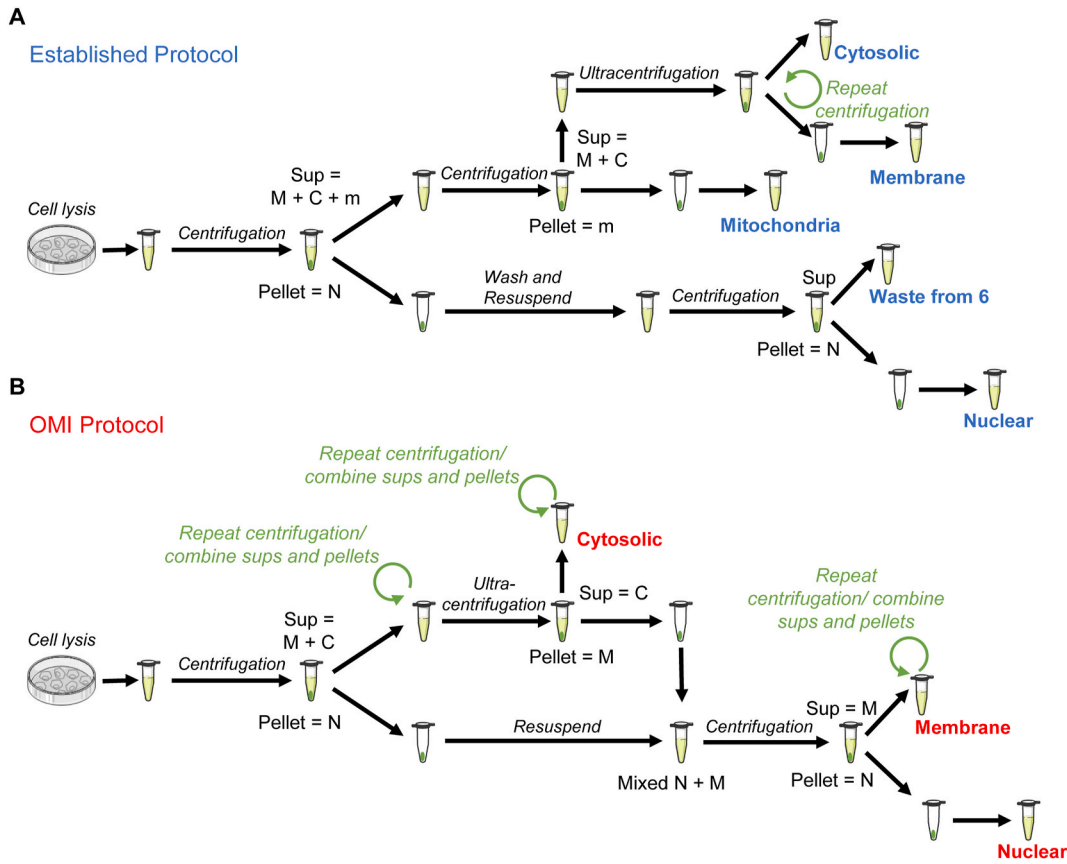 A
Established Protocol
Cytosolic
Ultracentrifugation
Repeat
centrifugation
Sup =
M + C
Sup =
M + C + m
Centrifugation
Membrane
Cell lysis
Centrifugation
Pellet = m
Mitochondria
Pellet = N
Wash and
Resuspend
Centrifugation
Sup
Waste from 6
Pellet = N
Nuclear
B
OMI Protocol
Repeat centrifugation/
combine sups and pellets
Repeat centrifugation/
combine sups and pellets
Cytosolic
Repeat
centrifugation/ combine
sups and pellets
Ultra-
centrifugation
Sup = C
Sup =
M + C
Cell lysis
Pellet = M
Centrifugation
Pellet = N
Resuspend
Centrifugation
Sup = M
Membrane
Mixed N + M
Pellet = N
Nuclear